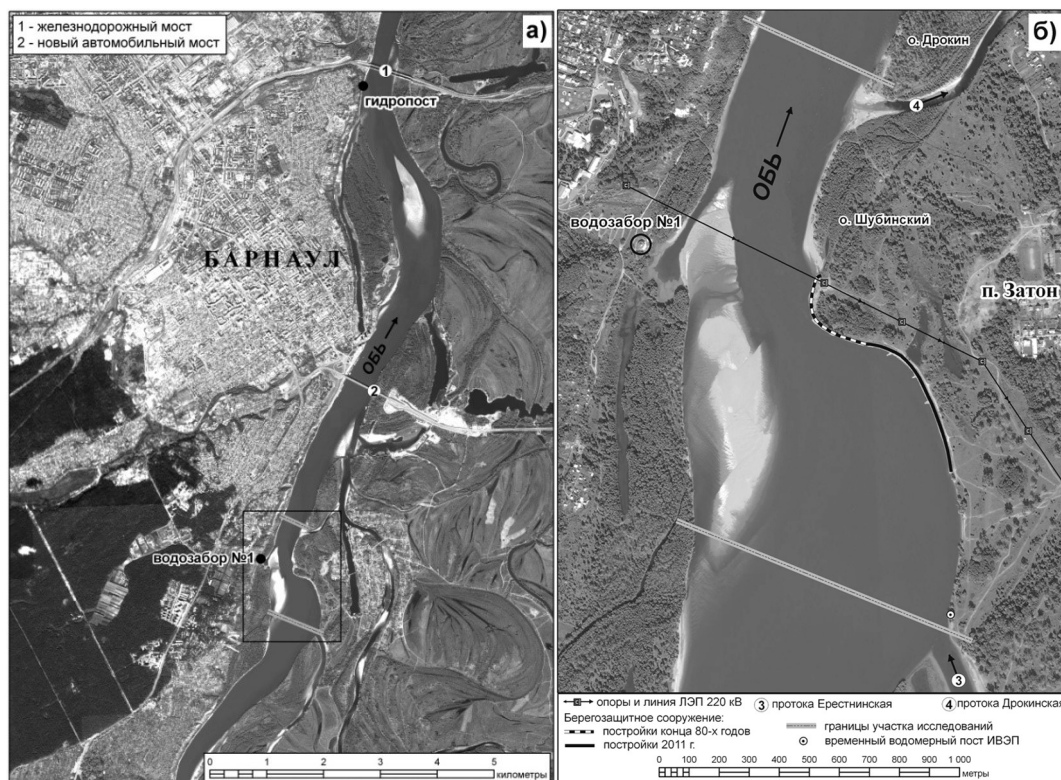 1 - железнодорожный мост
2 - новый автомобильный мост
а)
1
гидропост
БАРНАУЛ
ОБЬ
2
водозабор №1
0 1 2 3 4 5
километры
б)
о. Дрокин
4
ОБЬ
водозабор №1
о. Шубинский
п. Затон
3
опоры и линия ЛЭП 220 кВ
3 протока Ерестнинская
4 протока Дрокинская
Берегозащитное сооружение:
постройки конца 80-х годов
постройки 2011 г.
границы участка исследований
временный водомерный пост ИВЭП
0 100 200 300 400 500 600 700 800 900 1 000
метры